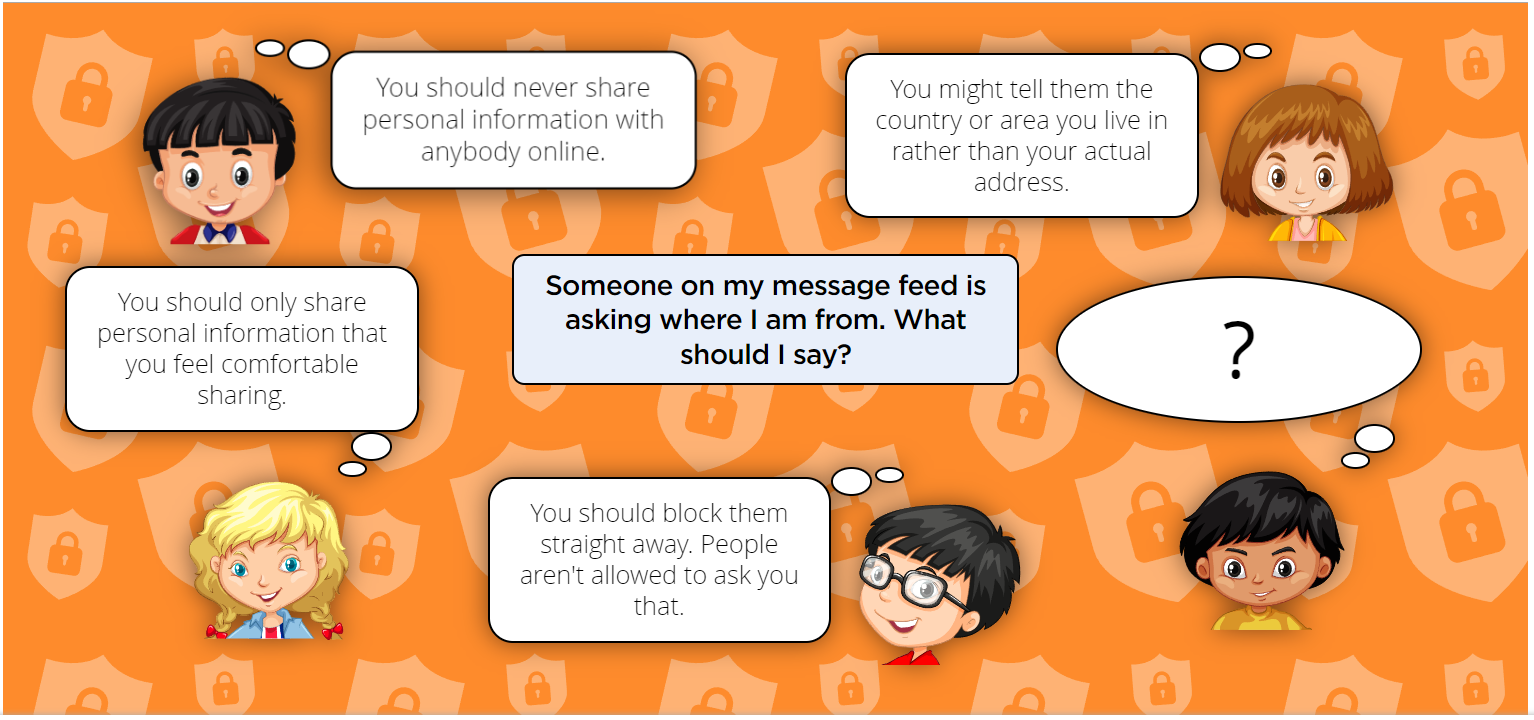 You should never share
personal information with
anybody online.
You might tell them the
country or area you live in
rather than your actual
address.
You should only share
personal information that
you feel comfortable
sharing.
Someone on my message feed is
asking where I am from. What
should I say?
?
You should block them
straight away. People
aren't allowed to ask you
that.